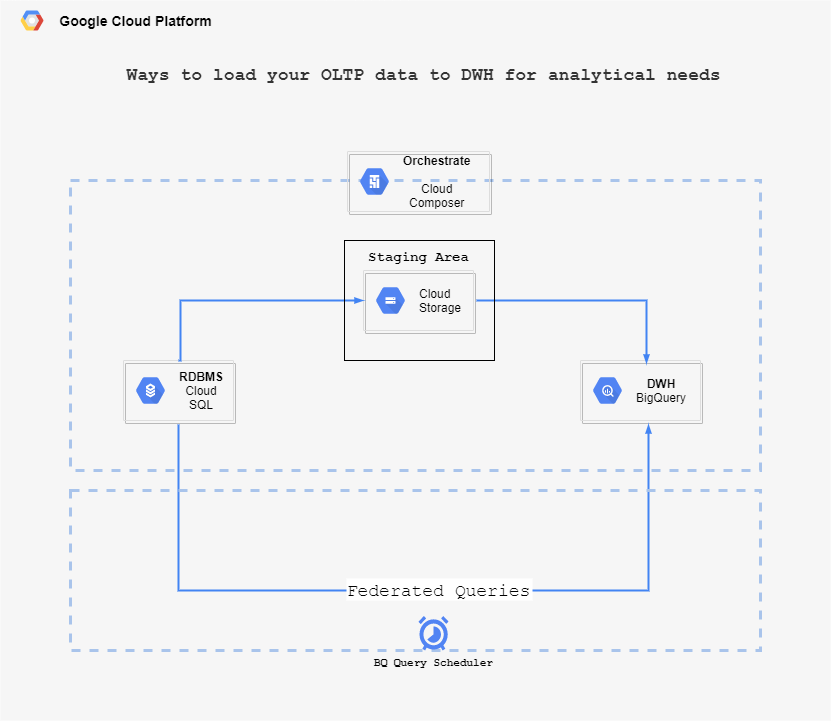 Google Cloud Platform
Ways to load your OLTP data to DWH for analytical needs
Orchestrate
Cloud
Composer
Staging Area
Cloud
Storage
RDBMS
Cloud
SQL
DWH
BigQuery
Federated Queries
BQ Query Scheduler